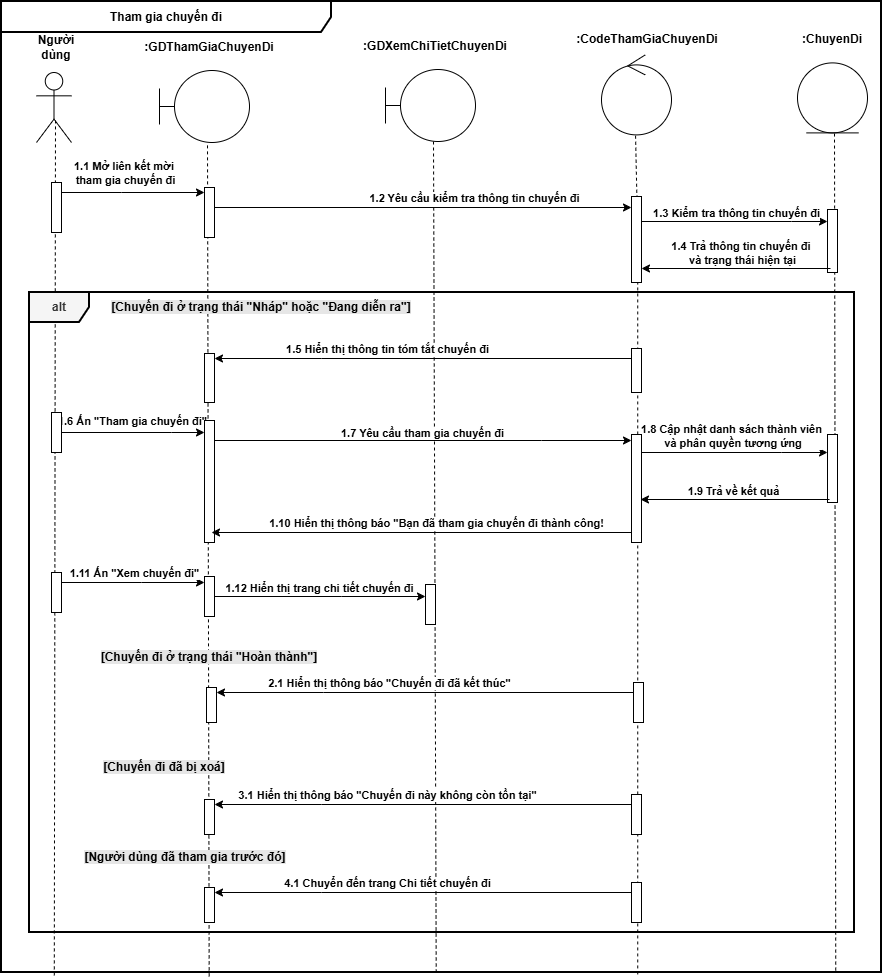 Tham gia chuyến đi
Người
dùng
:GDThamGiaChuyenDi
:GDXemChiTietChuyenDi
:CodeThamGiaChuyenDi
:ChuyenDi
1.1 Mở liên kết mời
tham gia chuyến đi
1.2 Yêu cầu kiểm tra thông tin chuyến đi
1.3 Kiểm tra thông tin chuyến đi
1.4 Trả thông tin chuyến đi
và trạng thái hiện tại
alt
[Chuyến đi ở trạng thái "Nháp" hoặc "Đang diễn ra"]
1.5 Hiển thị thông tin tóm tắt chuyến đi
.6 Ấn "Tham gia chuyến đi"
1.7 Yêu cầu tham gia chuyến đi
1.8 Cập nhật danh sách thành viên
và phân quyền tương ứng
1.9 Trả về kết quả
1.10 Hiển thị thông báo "Bạn đã tham gia chuyến đi thành công!
1.11 Ấn "Xem chuyến đi"
1.12 Hiển thị trang chi tiết chuyến đi
[Chuyến đi ở trạng thái "Hoàn thành"]
2.1 Hiển thị thông báo "Chuyến đi đã kết thúc"
[Chuyến đi đã bị xoá]
3.1 Hiển thị thông báo "Chuyến đi này không còn tồn tại"
[Người dùng đã tham gia trước đó]
4.1 Chuyển đến trang Chi tiết chuyến đi